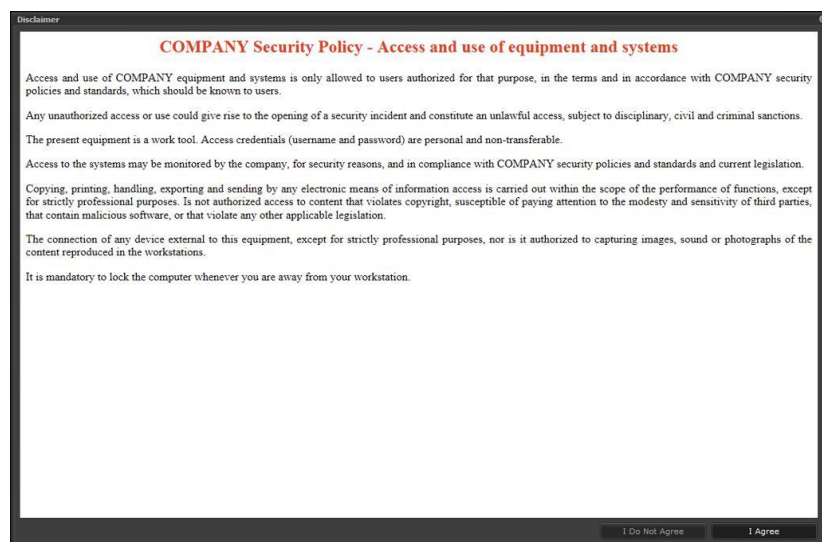 Disclaimer
COMPANY Security Policy - Access and use of equipment and systems
Access and use of COMPANY equipment and systems is only allowed to users authorized for that purpose, in the terms and in accordance with COMPANY security
policies and standards, which should be known to users.
Any unauthorized access or use could give rise to the opening of a security incident and constitute an unlawful access, subject to disciplinary, civil and criminal sanctions.
The present equipment is a work tool. Access credentials (username and password) are personal and non-transferable.
Access to the systems may be monitored by the company, for security reasons, and in compliance with COMPANY security policies and standards and current legislation.
Copying, printing, handling, exporting and sending by any electronic means of information access is carried out within the scope of the performance of functions, except
for strictly professional purposes. Is not authorized access to content that violates copyright, susceptible of paying attention to the modesty and sensitivity of third parties,
that contain malicious software, or that violate any other applicable legislation.
The connection of any device external to this equipment, except for strictly professional purposes, nor is it authorized to capturing images, sound or photographs of the
content reproduced in the workstations.
It is mandatory to lock the computer whenever you are away from your workstation.
I Do Not Agree
I Agree